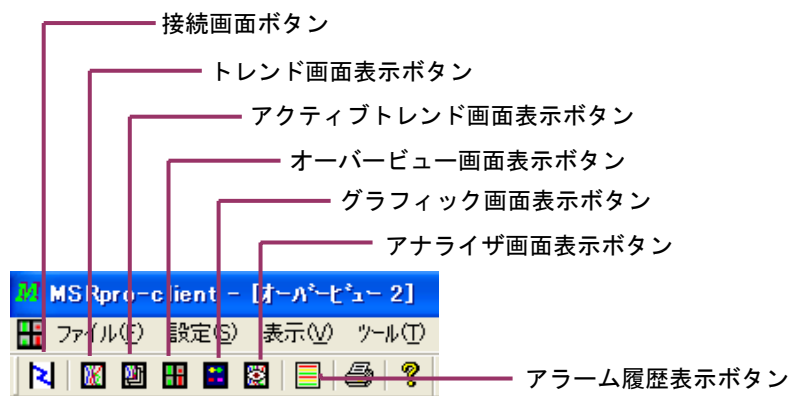 接続画面ボタン
トレンド画面表示ボタン
アクティブトレンド画面表示ボタン
オーバービュー画面表示ボタン
グラフィック画面表示ボタン
アナライザ画面表示ボタン
MSRpro-client - [オーバービュー 2]
ファイル(F) 設定(S) 表示(V) ツール(T)
アラーム履歴表示ボタン